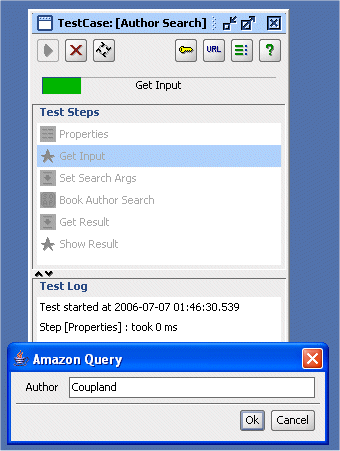 TestCase: [Author Search]
URL
?
Get Input
Test Steps
Properties
Get Input
Set Search Args
Book Author Search
Get Result
Show Result
Test Log
Test started at 2006-07-07 01:46:30.539
Step [Properties] : took 0 ms
Amazon Query
Author Coupland
Ok Cancel